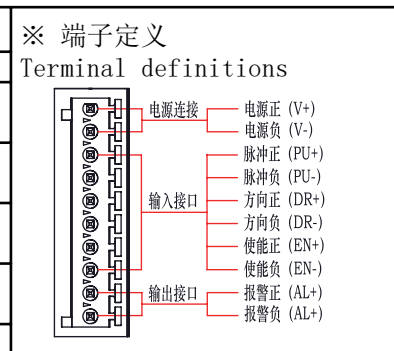 ※ 端子定义
Terminal definitions
电源连接
电源正 (V+)
电源负 (V-)
输入接口
脉冲正 (PU+)
脉冲负 (PU-)
方向正 (DR+)
方向负 (DR-)
使能正 (EN+)
使能负 (EN-)
输出接口
报警正 (AL+)
报警负 (AL+)